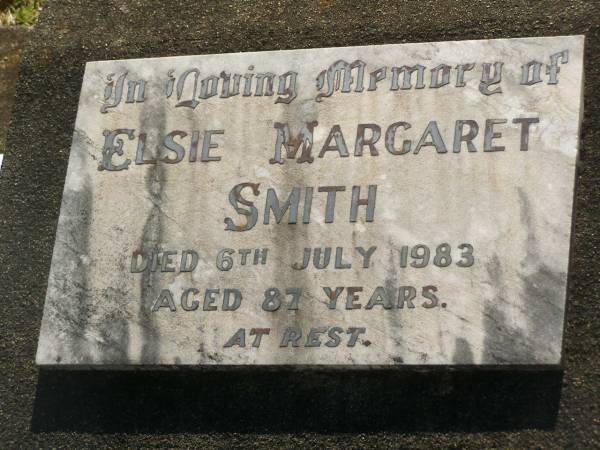 In Loving Memory of
ELSIE MARGARET
SMITH
DIED 6TH JULY 1983
AGED 87 YEARS.
AT REST.